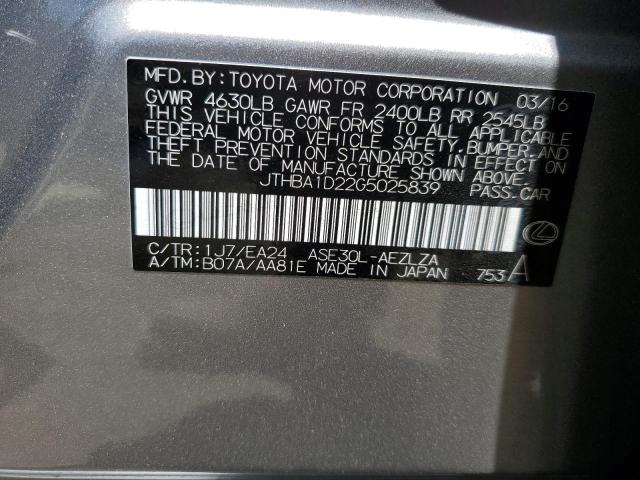 MFD.BY:TOYOTA MOTOR CORPORATION 03/16
GVWR 4630LB GAWR FR 2400LB RR 2545LB
THIS VEHICLE CONFORMS TO ALL APPLICABLE
FEDERAL MOTOR VEHICLE SAFETY,BUMPER,AND
THEFT PREVENTION STANDARDS IN EFFECT ON
THE DATE OF MANUFACTURE SHOWN ABOVE.
JTHBA1D22G5025839 PASS.CAR
C/TR:1J7/EA24 ASE30L-AEZLZA
A/TM:B07A/AA81E MADE IN JAPAN 753A